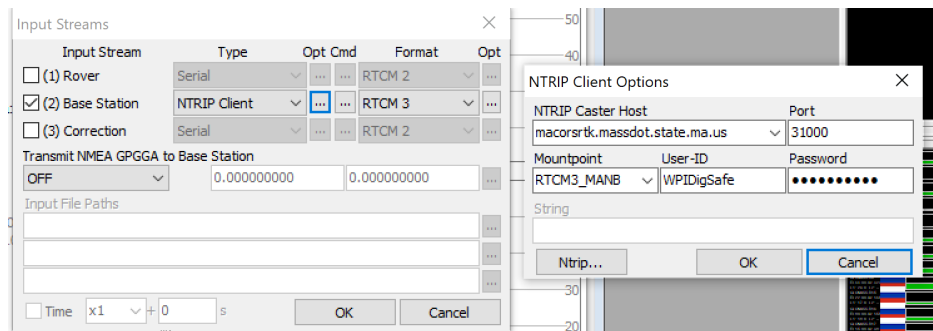 Input Streams
Input Stream Type Opt Cmd Format Opt
(1) Rover Serial ... ... RTCM 2 ...
(2) Base Station NTRIP Client ... ... RTCM 3 ...
(3) Correction Serial ... ... RTCM 2 ...
Transmit NMEA GPGGA to Base Station
OFF 0.000000000 0.000000000 ...
Input File Paths
...
...
...
Time x1 + 0 s OK Cancel
50
40
30
20
NTRIP Client Options
NTRIP Caster Host Port
macorsrtk.massdot.state.ma.us 31000
Mountpoint User-ID Password
RTCM3_MANB WPIDigSafe ●●●●●●●●●●
String
Ntrip... OK Cancel